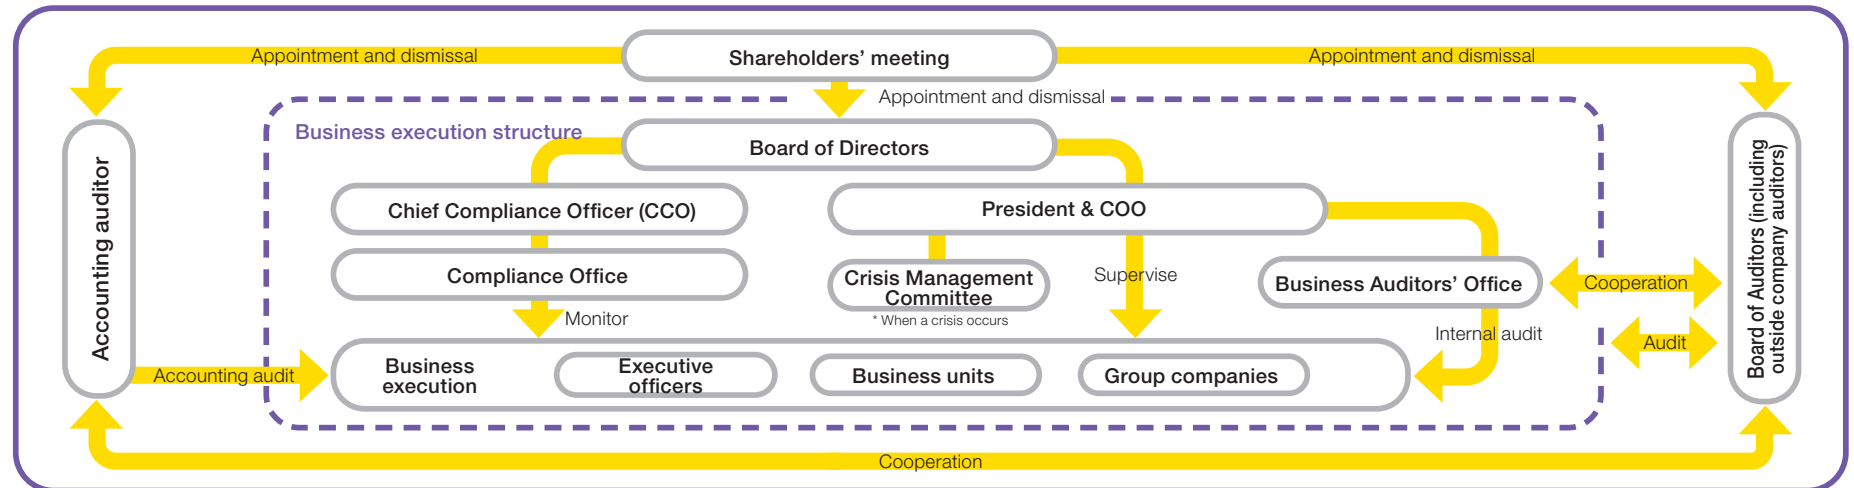 Appointment and dismissal
Shareholders' meeting
Appointment and dismissal
Appointment and dismissal
Business execution structure
Board of Directors
Accounting auditor
Chief Compliance Officer (CCO)
President & COO
Board of Auditors (including
outside company auditors)
Compliance Office
Crisis Management
Committee
* When a crisis occurs
Supervise
Business Auditors' Office
Cooperation
Monitor
Internal audit
Audit
Accounting audit
Business
execution
Executive
officers
Business units
Group companies
Cooperation